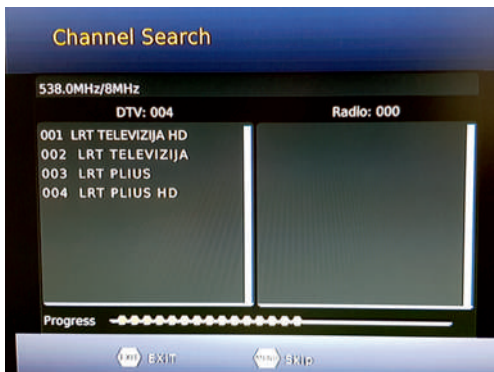 Channel Search
538.0MHz/8MHz
DTV: 004 Radio: 000
001 LRT TELEVIZIJA HD
002 LRT TELEVIZIJA
003 LRT PLIUS
004 LRT PLIUS HD
Progress
EXIT EXIT MENU Skip